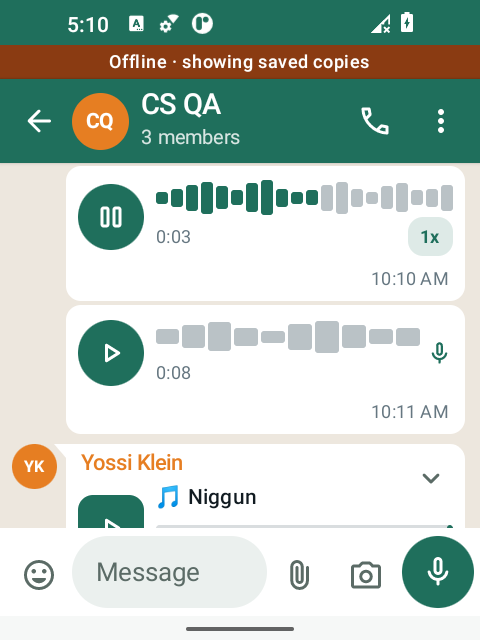 5:10
A
Offline · showing saved copies
CQ
CS QA
3 members
0:03
1x
10:10 AM
0:08
10:11 AM
YK
Yossi Klein
🎵 Niggun
Message